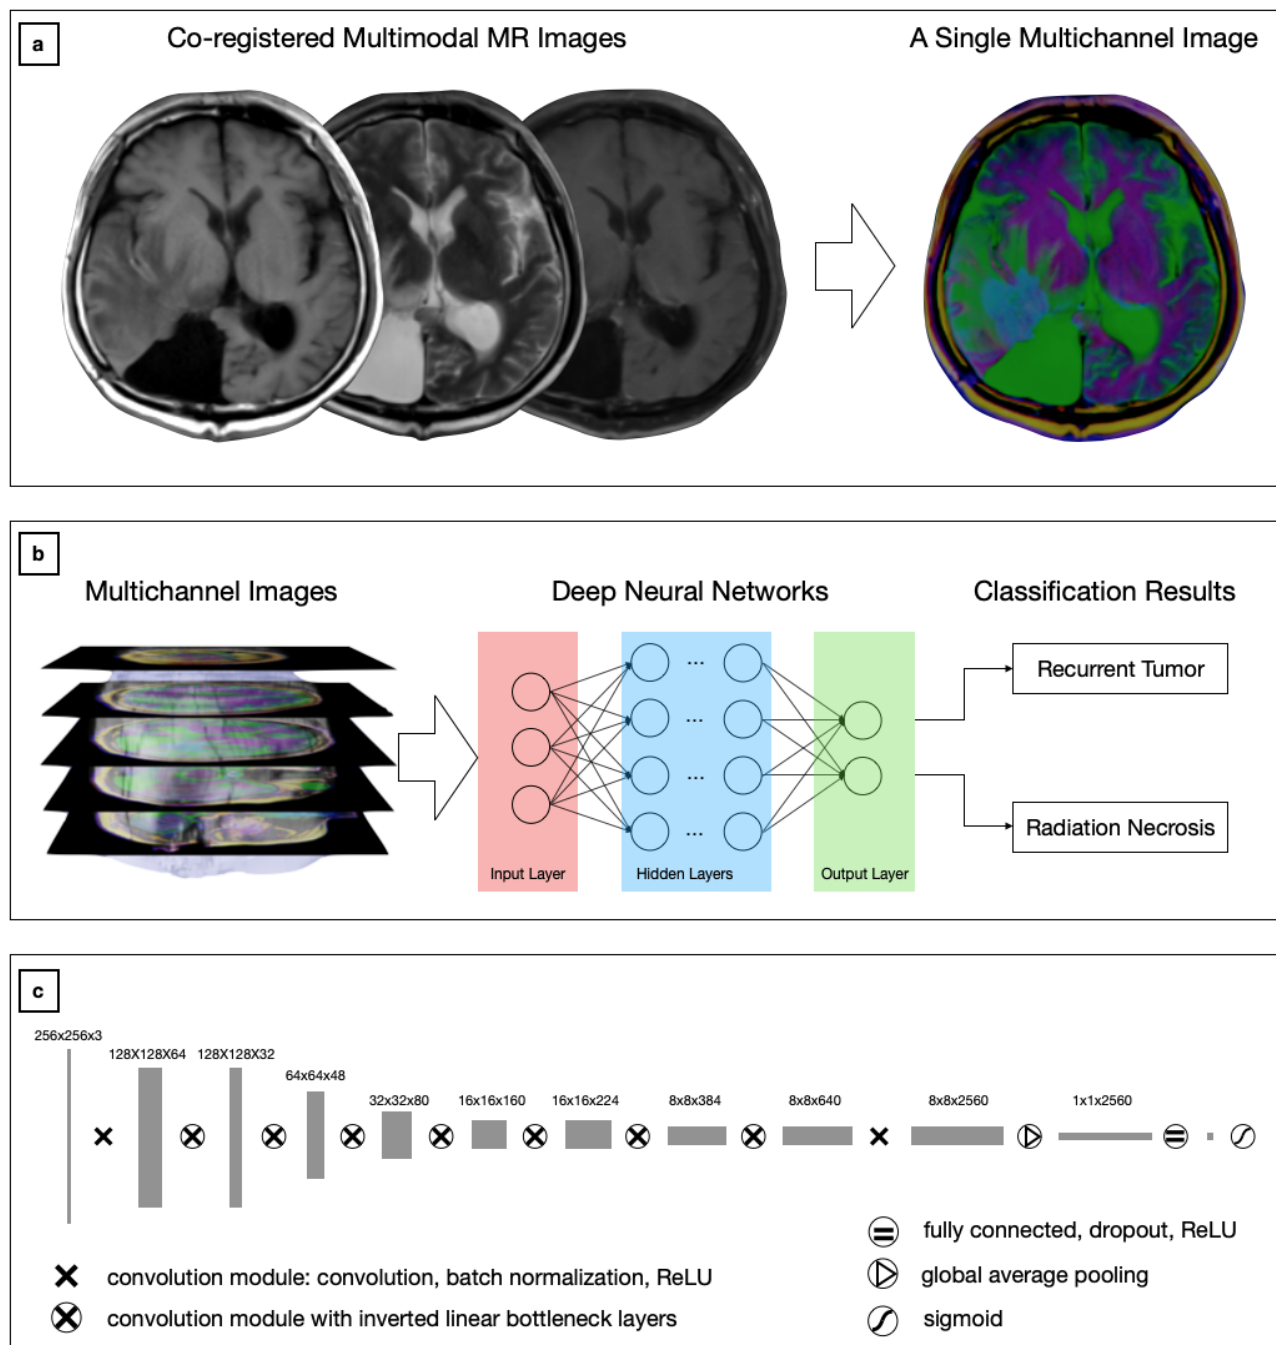 a
Co-registered Multimodal MR Images
A Single Multichannel Image
b
Multichannel Images
Deep Neural Networks
Classification Results
...
...
...
...
Recurrent Tumor
Radiation Necrosis
Input Layer
Hidden Layers
Output Layer
c
256x256x3
128X128X64
128X128X32
64x64x48
32x32x80
16x16x160
16x16x224
8x8x384
8x8x640
8x8x2560
1x1x2560
convolution module: convolution, batch normalization, ReLU
convolution module with inverted linear bottleneck layers
fully connected, dropout, ReLU
global average pooling
sigmoid